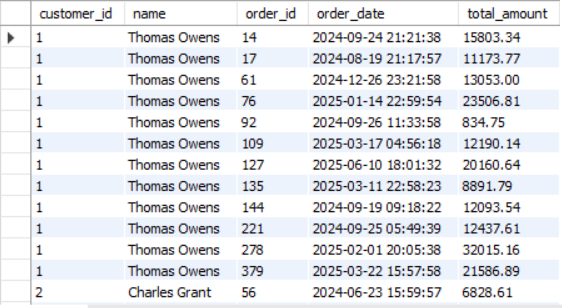 customer_id name order_id order_date total_amount
1 Thomas Owens 14 2024-09-24 21:21:38 15803.34
1 Thomas Owens 17 2024-08-19 21:17:57 11173.77
1 Thomas Owens 61 2024-12-26 23:21:58 13053.00
1 Thomas Owens 76 2025-01-14 22:59:54 23506.81
1 Thomas Owens 92 2024-09-26 11:33:58 834.75
1 Thomas Owens 109 2025-03-17 04:56:18 12190.14
1 Thomas Owens 127 2025-06-10 18:01:32 20160.64
1 Thomas Owens 135 2025-03-11 22:58:23 8891.79
1 Thomas Owens 144 2024-09-19 09:18:22 12093.54
1 Thomas Owens 221 2024-09-25 05:49:39 12437.61
1 Thomas Owens 278 2025-02-01 20:05:38 32015.16
1 Thomas Owens 379 2025-03-22 15:57:58 21586.89
2 Charles Grant 56 2024-06-23 15:59:57 6828.61